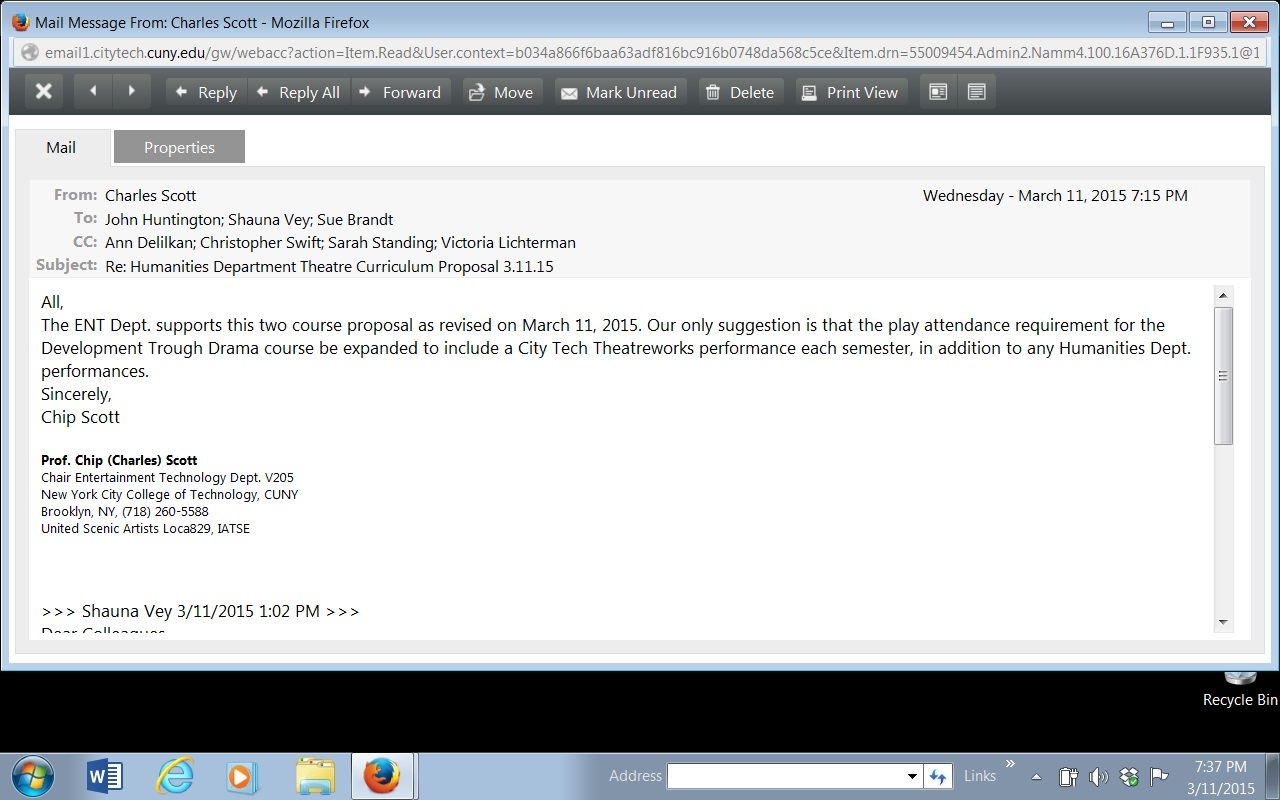 Mail Message From: Charles Scott - Mozilla Firefox
email1.citytech.cuny.edu/gw/webacc?action=Item.Read&User.context=b034a866f6baa63adf816bc916b0748da568c5ce&Item.drn=55009454.Admin2.Namm4.100.16A376D.1.1F935.1@1
Reply Reply All Forward Move Mark Unread Delete Print View
Mail Properties
From: Charles Scott Wednesday - March 11, 2015 7:15 PM
To: John Huntington; Shauna Vey; Sue Brandt
CC: Ann Delilkan; Christopher Swift; Sarah Standing; Victoria Lichterman
Subject: Re: Humanities Department Theatre Curriculum Proposal 3.11.15
All,
The ENT Dept. supports this two course proposal as revised on March 11, 2015. Our only suggestion is that the play attendance requirement for the
Development Trough Drama course be expanded to include a City Tech Theatreworks performance each semester, in addition to any Humanities Dept.
performances.
Sincerely,
Chip Scott
Prof. Chip (Charles) Scott
Chair Entertainment Technology Dept. V205
New York City College of Technology, CUNY
Brooklyn, NY, (718) 260-5588
United Scenic Artists Loca829, IATSE
>>> Shauna Vey 3/11/2015 1:02 PM >>>
Dear Colleagues
Recycle Bin
Address Links » 7:37 PM
3/11/2015